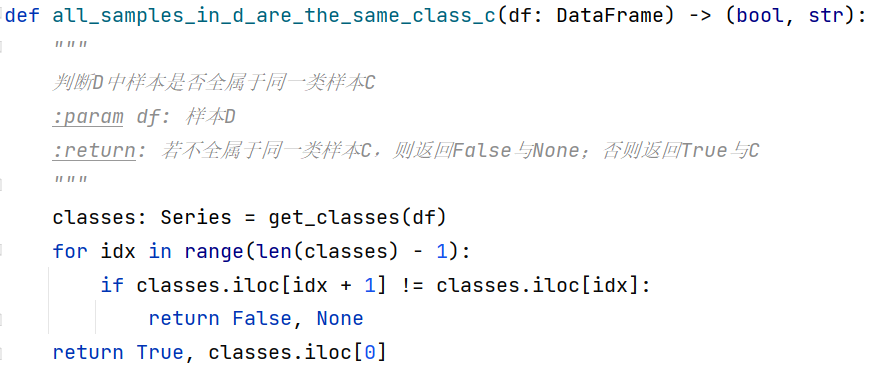 def all_samples_in_d_are_the_same_class_c(df: DataFrame) -> (bool, str):
    """
    判断D中样本是否全属于同一类样本C
    :param df: 样本D
    :return: 若不全属于同一类样本C，则返回False与None；否则返回True与C
    """
    classes: Series = get_classes(df)
    for idx in range(len(classes) - 1):
        if classes.iloc[idx + 1] != classes.iloc[idx]:
            return False, None
    return True, classes.iloc[0]